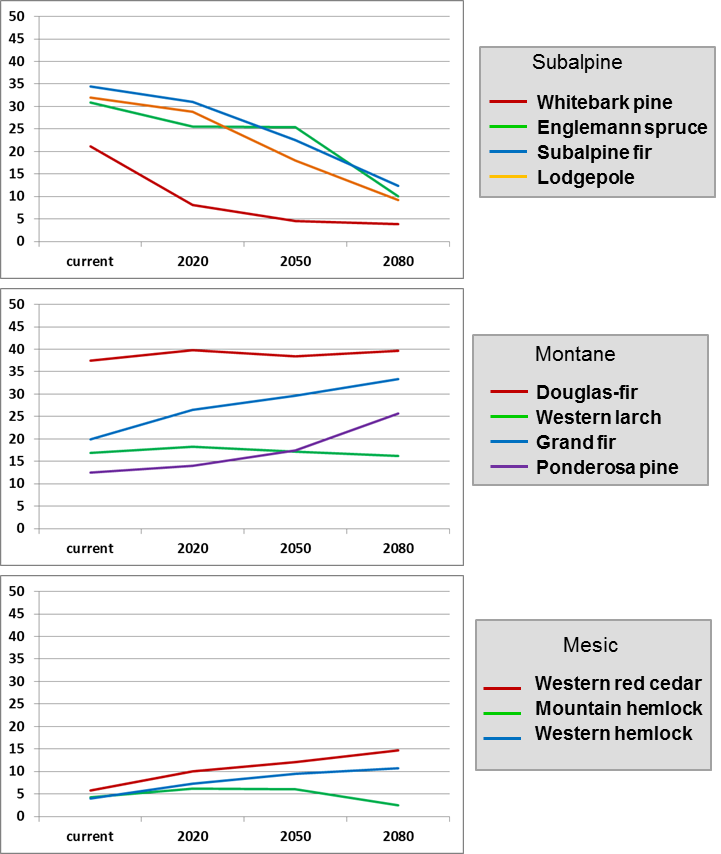 50
45
40
35
30
25
20
15
10
5
0
current 2020 2050 2080
Subalpine
Whitebark pine
Englemann spruce
Subalpine fir
Lodgepole
50
45
40
35
30
25
20
15
10
5
0
current 2020 2050 2080
Montane
Douglas-fir
Western larch
Grand fir
Ponderosa pine
50
45
40
35
30
25
20
15
10
5
0
current 2020 2050 2080
Mesic
Western red cedar
Mountain hemlock
Western hemlock